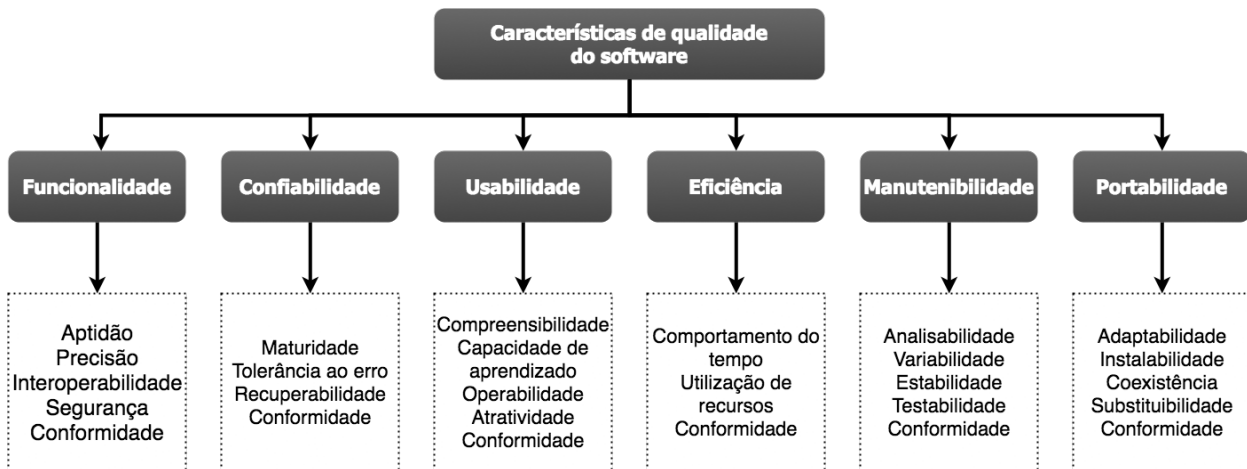 Características de qualidade
do software
Funcionalidade
Confiabilidade
Usabilidade
Eficiência
Manutenibilidade
Portabilidade
Aptidão
Precisão
Interoperabilidade
Segurança
Conformidade
Maturidade
Tolerância ao erro
Recuperabilidade
Conformidade
Compreensibilidade
Capacidade de
aprendizado
Operabilidade
Atratividade
Conformidade
Comportamento do
tempo
Utilização de
recursos
Conformidade
Analisabilidade
Variabilidade
Estabilidade
Testabilidade
Conformidade
Adaptabilidade
Instalabilidade
Coexistência
Substituibilidade
Conformidade